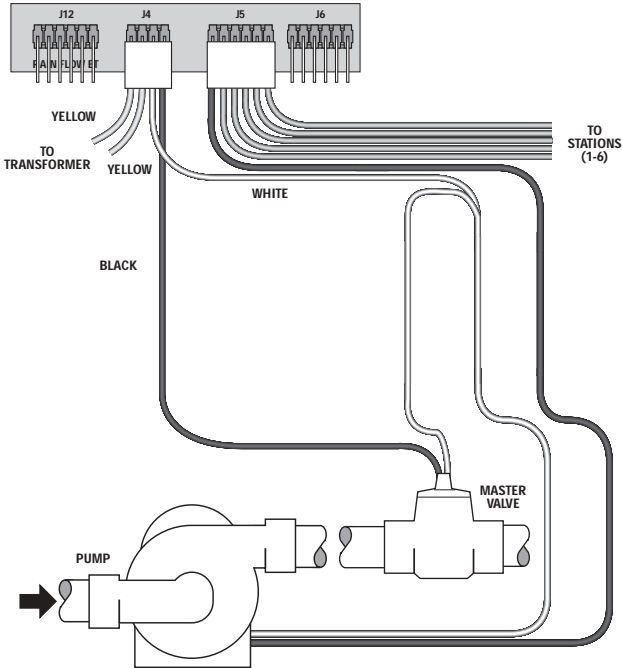 J12 J4 J5 J6
RAIN FLOW ET
YELLOW
TO
TRANSFORMER
YELLOW
TO
STATIONS
(1-6)
WHITE
BLACK
MASTER
VALVE
PUMP